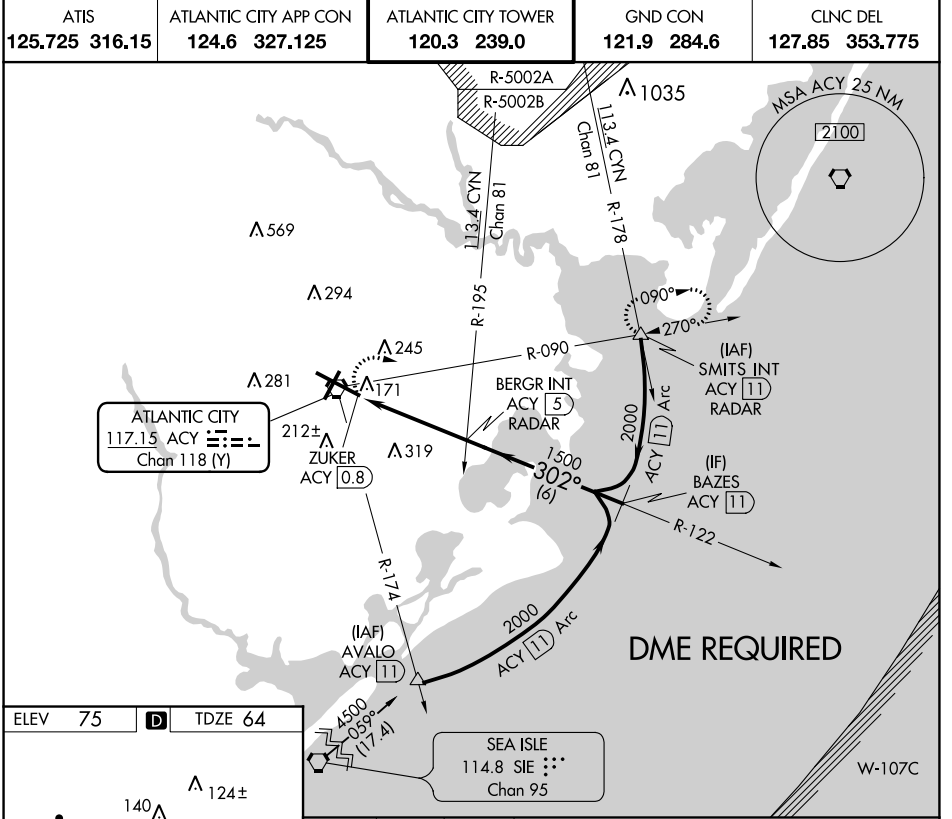 ATIS
125.725 316.15
ATLANTIC CITY APP CON
124.6 327.125
ATLANTIC CITY TOWER
120.3 239.0
GND CON
121.9 284.6
CLNC DEL
127.85 353.775
R-5002A
R-5002B
1035
MSA ACY 25 NM
2100
113.4 CYN
Chan 81
R-178
113.4 CYN
Chan 81
R-195
569
294
090°
270°
245
R-090
(IAF)
SMITS INT
ACY 11
RADAR
281
171
BERGR INT
ACY 5
RADAR
ATLANTIC CITY
117.15 ACY
Chan 118 (Y)
212±
ZUKER
ACY 0.8
319
2000
ACY 11 Arc
1500
302°
(6)
(IF)
BAZES
ACY 11
R-122
R-174
2000
ACY 11 Arc
(IAF)
AVALO
ACY 11
DME REQUIRED
4500
059°
(17.4)
SEA ISLE
114.8 SIE
Chan 95
W-107C
ELEV 75 D TDZE 64
124±
140